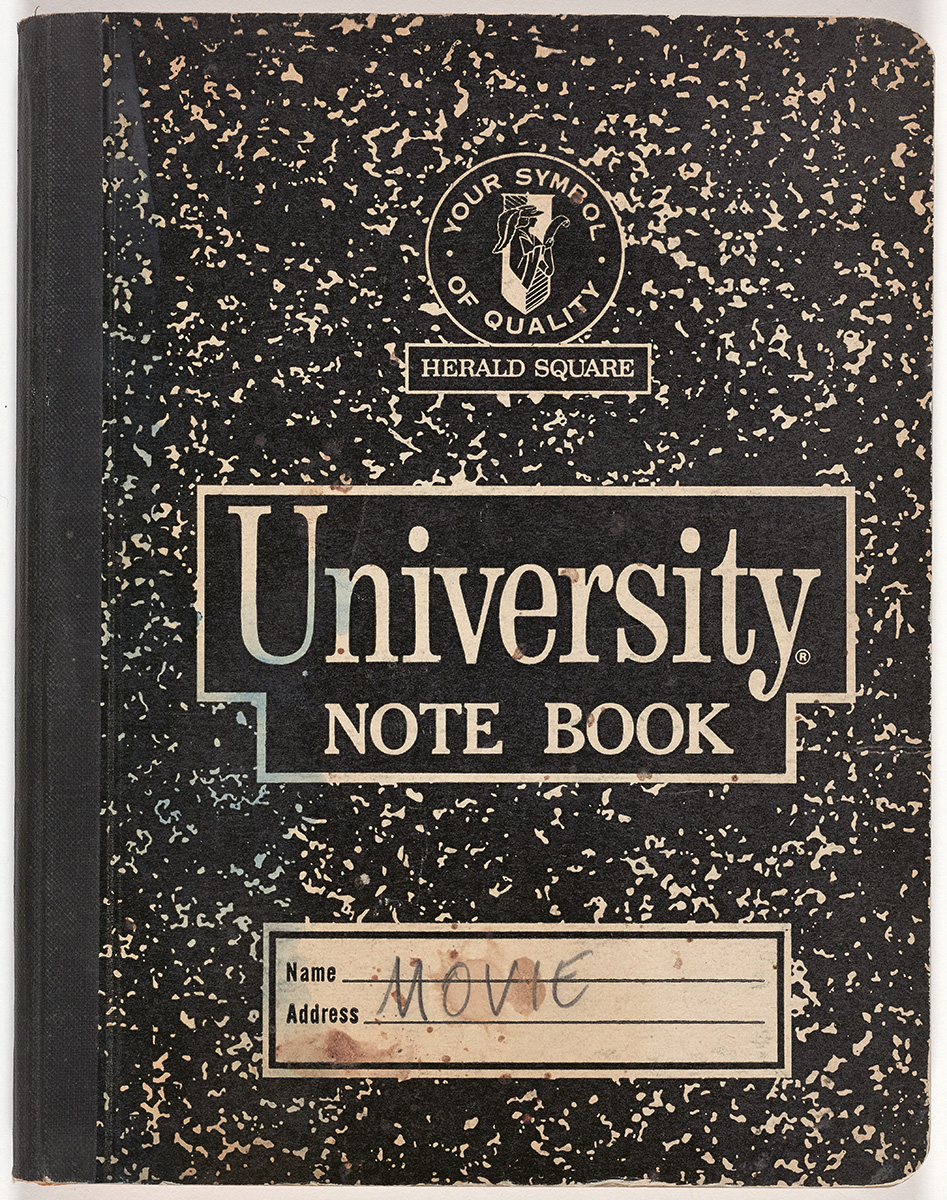 YOUR SYMBOL
OF QUALITY
HERALD SQUARE
University®
NOTE BOOK
Name
MOVIE
Address